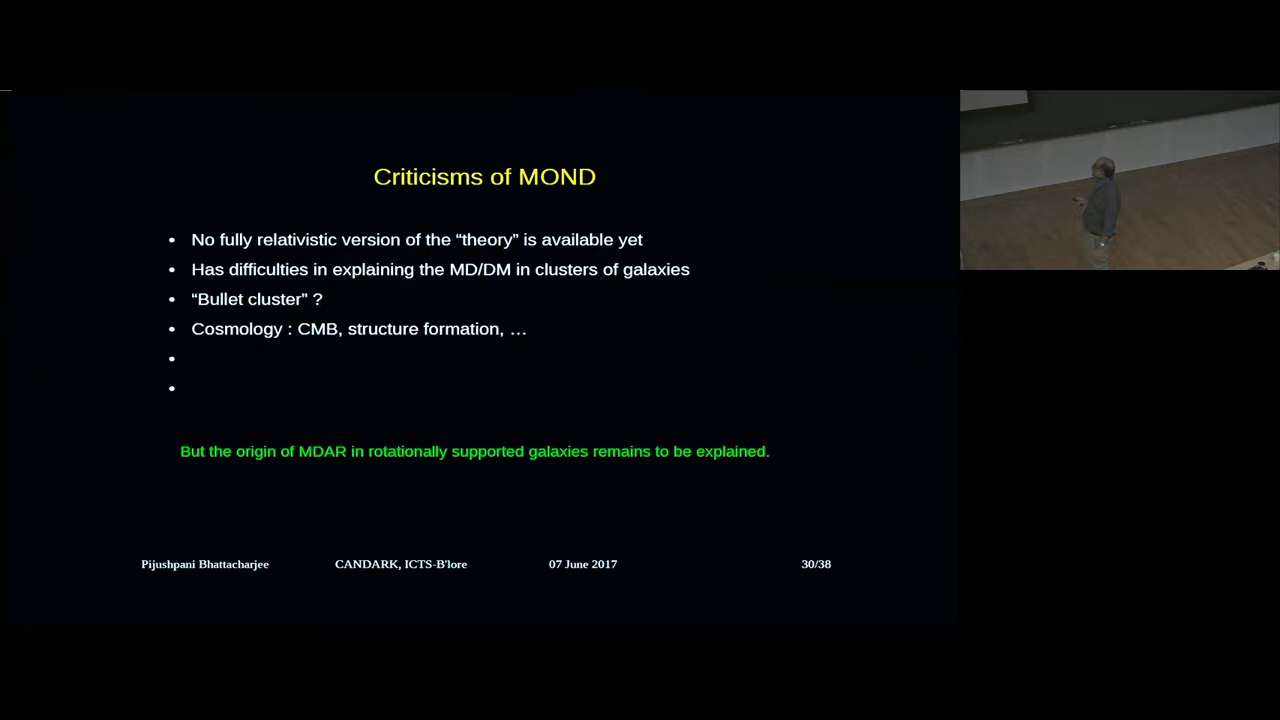 Criticisms of MOND
• No fully relativistic version of the “theory” is available yet
• Has difficulties in explaining the MD/DM in clusters of galaxies
• “Bullet cluster” ?
• Cosmology : CMB, structure formation, …
•
•
But the origin of MDAR in rotationally supported galaxies remains to be explained.
Pijushpani Bhattacharjee CANDARK, ICTS-B'lore 07 June 2017 30/38